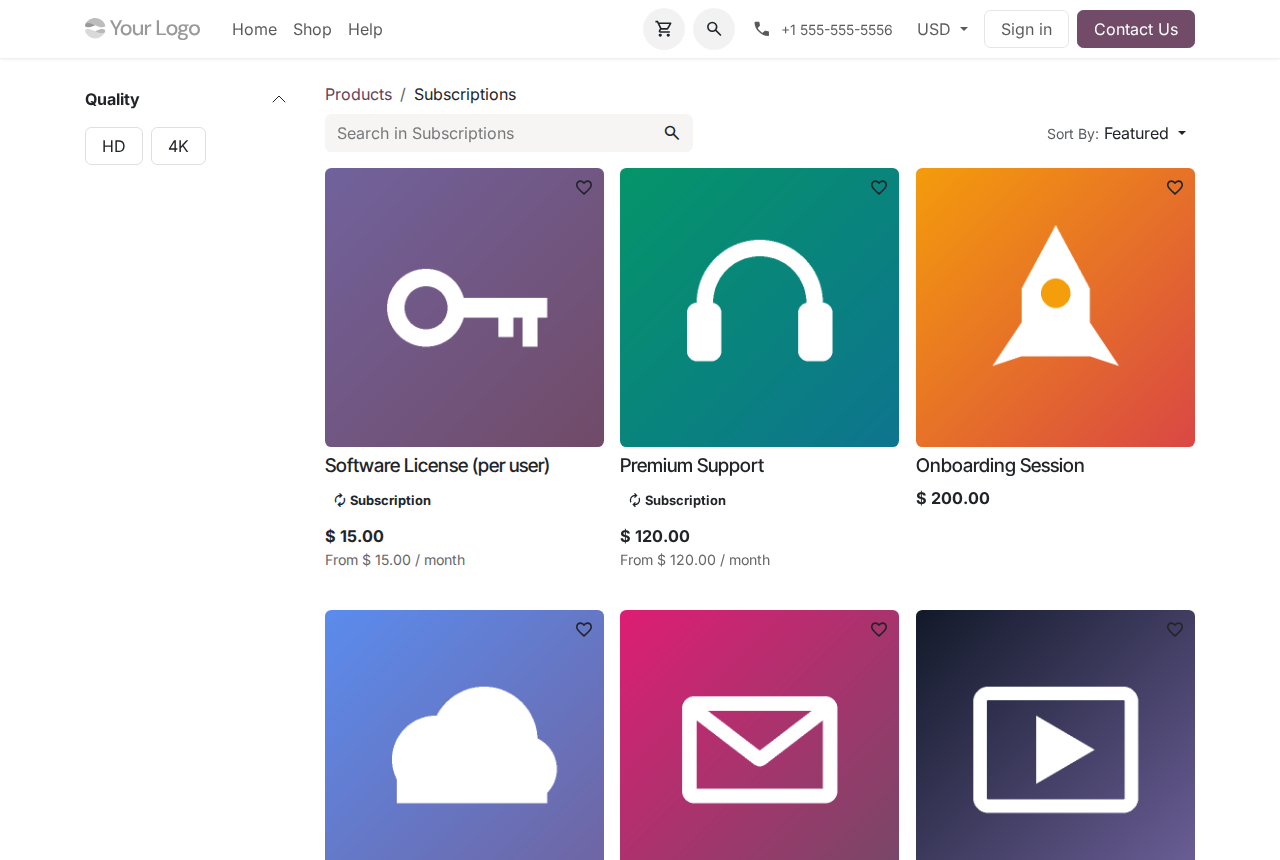 Your Logo Home Shop Help +1 555-555-5556 USD Sign in Contact Us
Quality
HD 4K
Products / Subscriptions
Search in Subscriptions
Sort By: Featured
Software License (per user)
Subscription
$ 15.00
From $ 15.00 / month
Premium Support
Subscription
$ 120.00
From $ 120.00 / month
Onboarding Session
$ 200.00